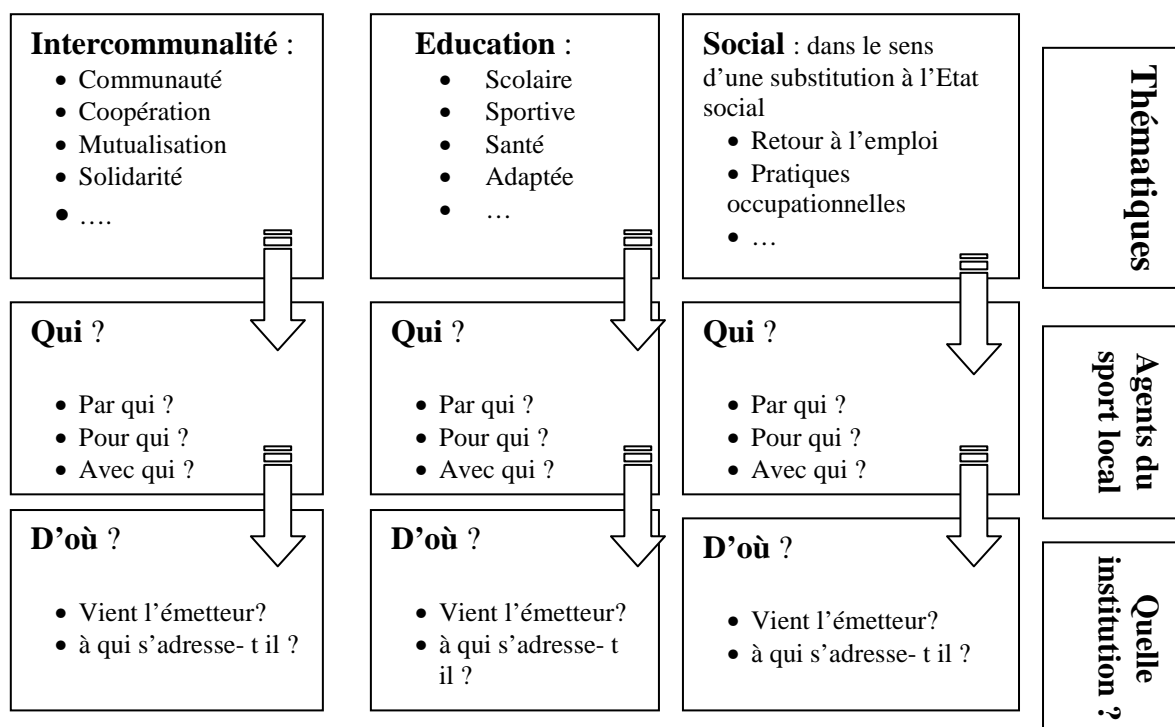 Intercommunalité :
• Communauté
• Coopération
• Mutualisation
• Solidarité
• ….
Education :
• Scolaire
• Sportive
• Santé
• Adaptée
• …
Social : dans le sens
d’une substitution à l’Etat
social
• Retour à l’emploi
• Pratiques
occupationnelles
• …
Thématiques
Qui ?
• Par qui ?
• Pour qui ?
• Avec qui ?
Qui ?
• Par qui ?
• Pour qui ?
• Avec qui ?
Qui ?
• Par qui ?
• Pour qui ?
• Avec qui ?
Agents du
sport local
D’où ?
• Vient l’émetteur?
• à qui s’adresse- t il ?
D’où ?
• Vient l’émetteur?
• à qui s’adresse- t
il ?
D’où ?
• Vient l’émetteur?
• à qui s’adresse- t il ?
Quelle
institution ?